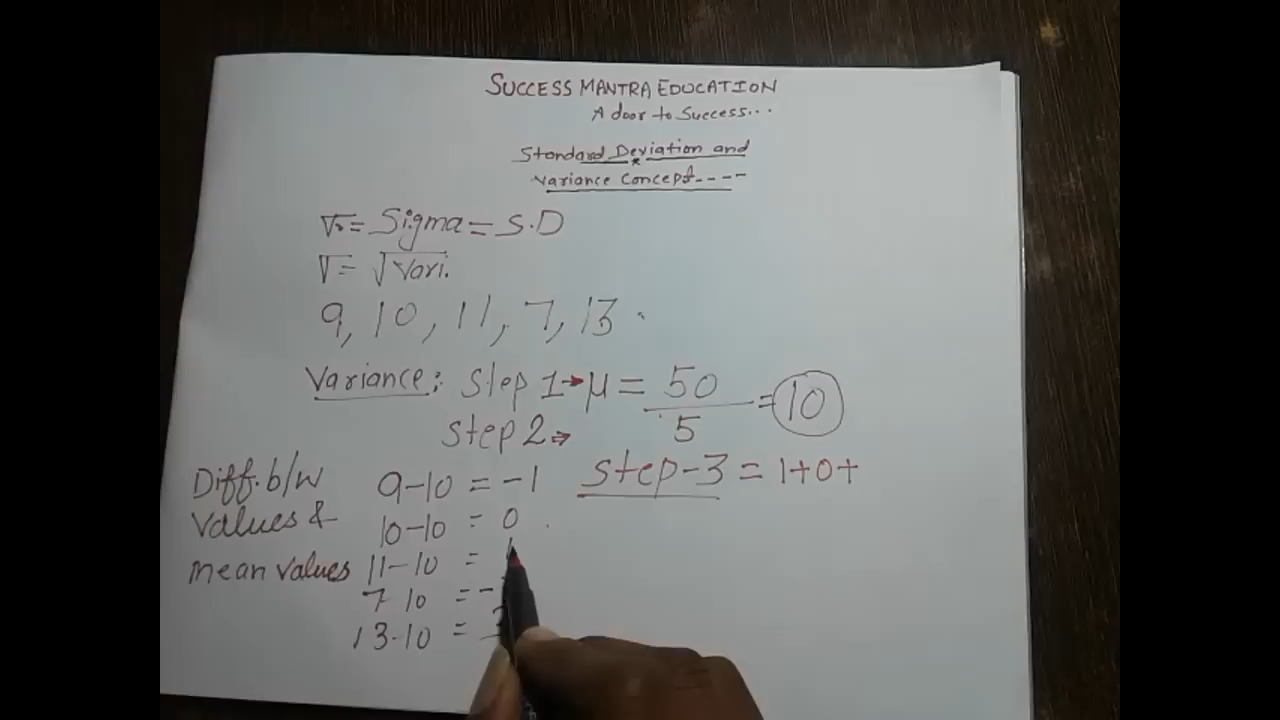 SUCCESS MANTRA EDUCATION
A door to Success...
Standard Deviation and
Variance Concept----
= Sigma = S.D
= √Vari.
9, 10, 11, 7, 13
Variance: Step 1→ μ = 50/5 = 10
Step 2→
Diff. b/w
values &
mean values
9-10 = -1
10-10 = 0
11-10 =
7 10 = -
13-10 =
Step-3 = 1+0+